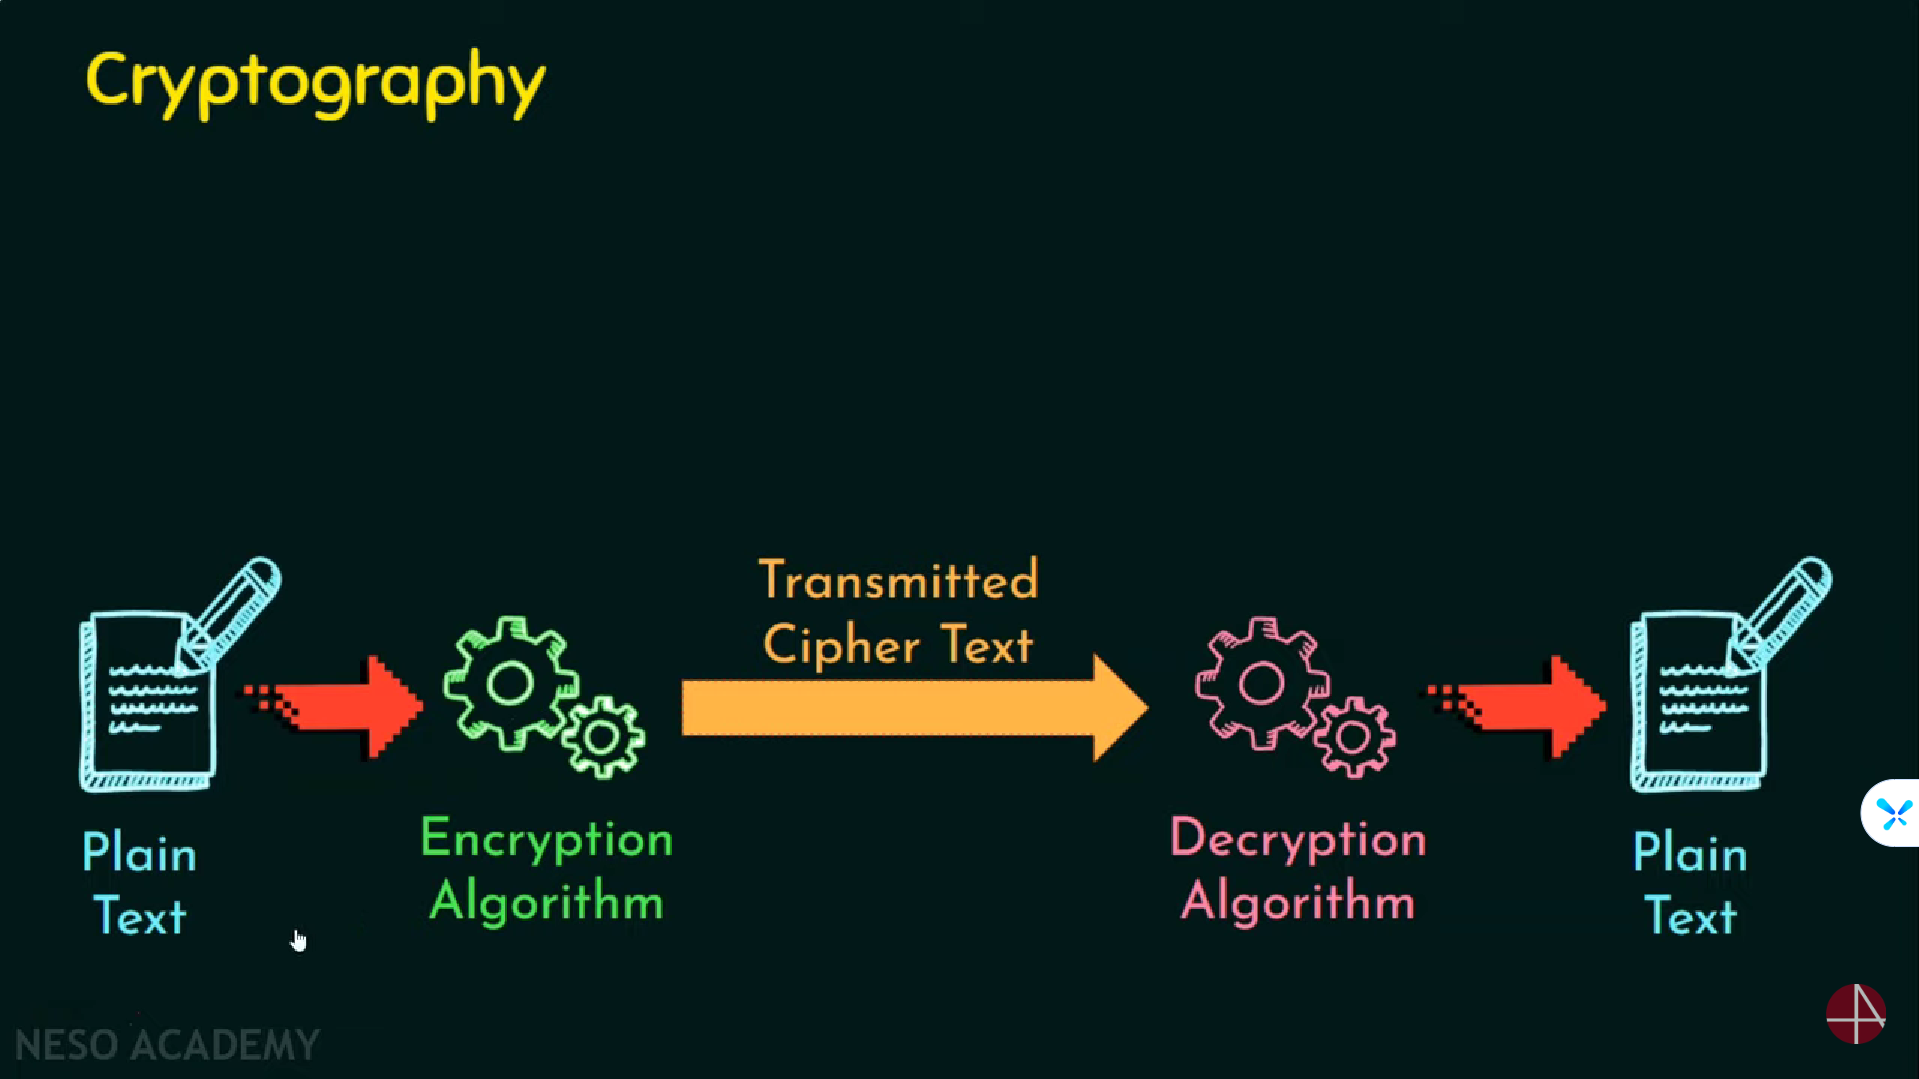 Cryptography
Transmitted
Cipher Text
Plain
Text
Encryption
Algorithm
Decryption
Algorithm
Plain
Text
NESO ACADEMY